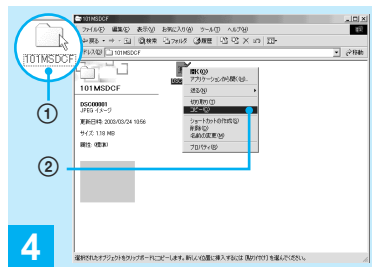 101MSDCF
ファイル(F) 編集(E) 表示(V) お気に入り(A) ツール(T) ヘルプ(H)
戻る 検索 フォルダ 履歴
アドレス(D) 101MSDCF 移動
101MSDCF
①
101MSDCF
DSC00001
JPEG イメージ
更新日時: 2003/03/24 10:56
サイズ: 1.18 MB
属性: (標準)
開く(O)
アプリケーションから開く(H)...
送る(N)
切り取り(T)
コピー(C)
ショートカットの作成(S)
削除(D)
名前の変更(M)
プロパティ(R)
②
4
選択されたオブジェクトをクリップボードにコピーします。新しい位置に挿入するには [貼り付け] を選んでください。